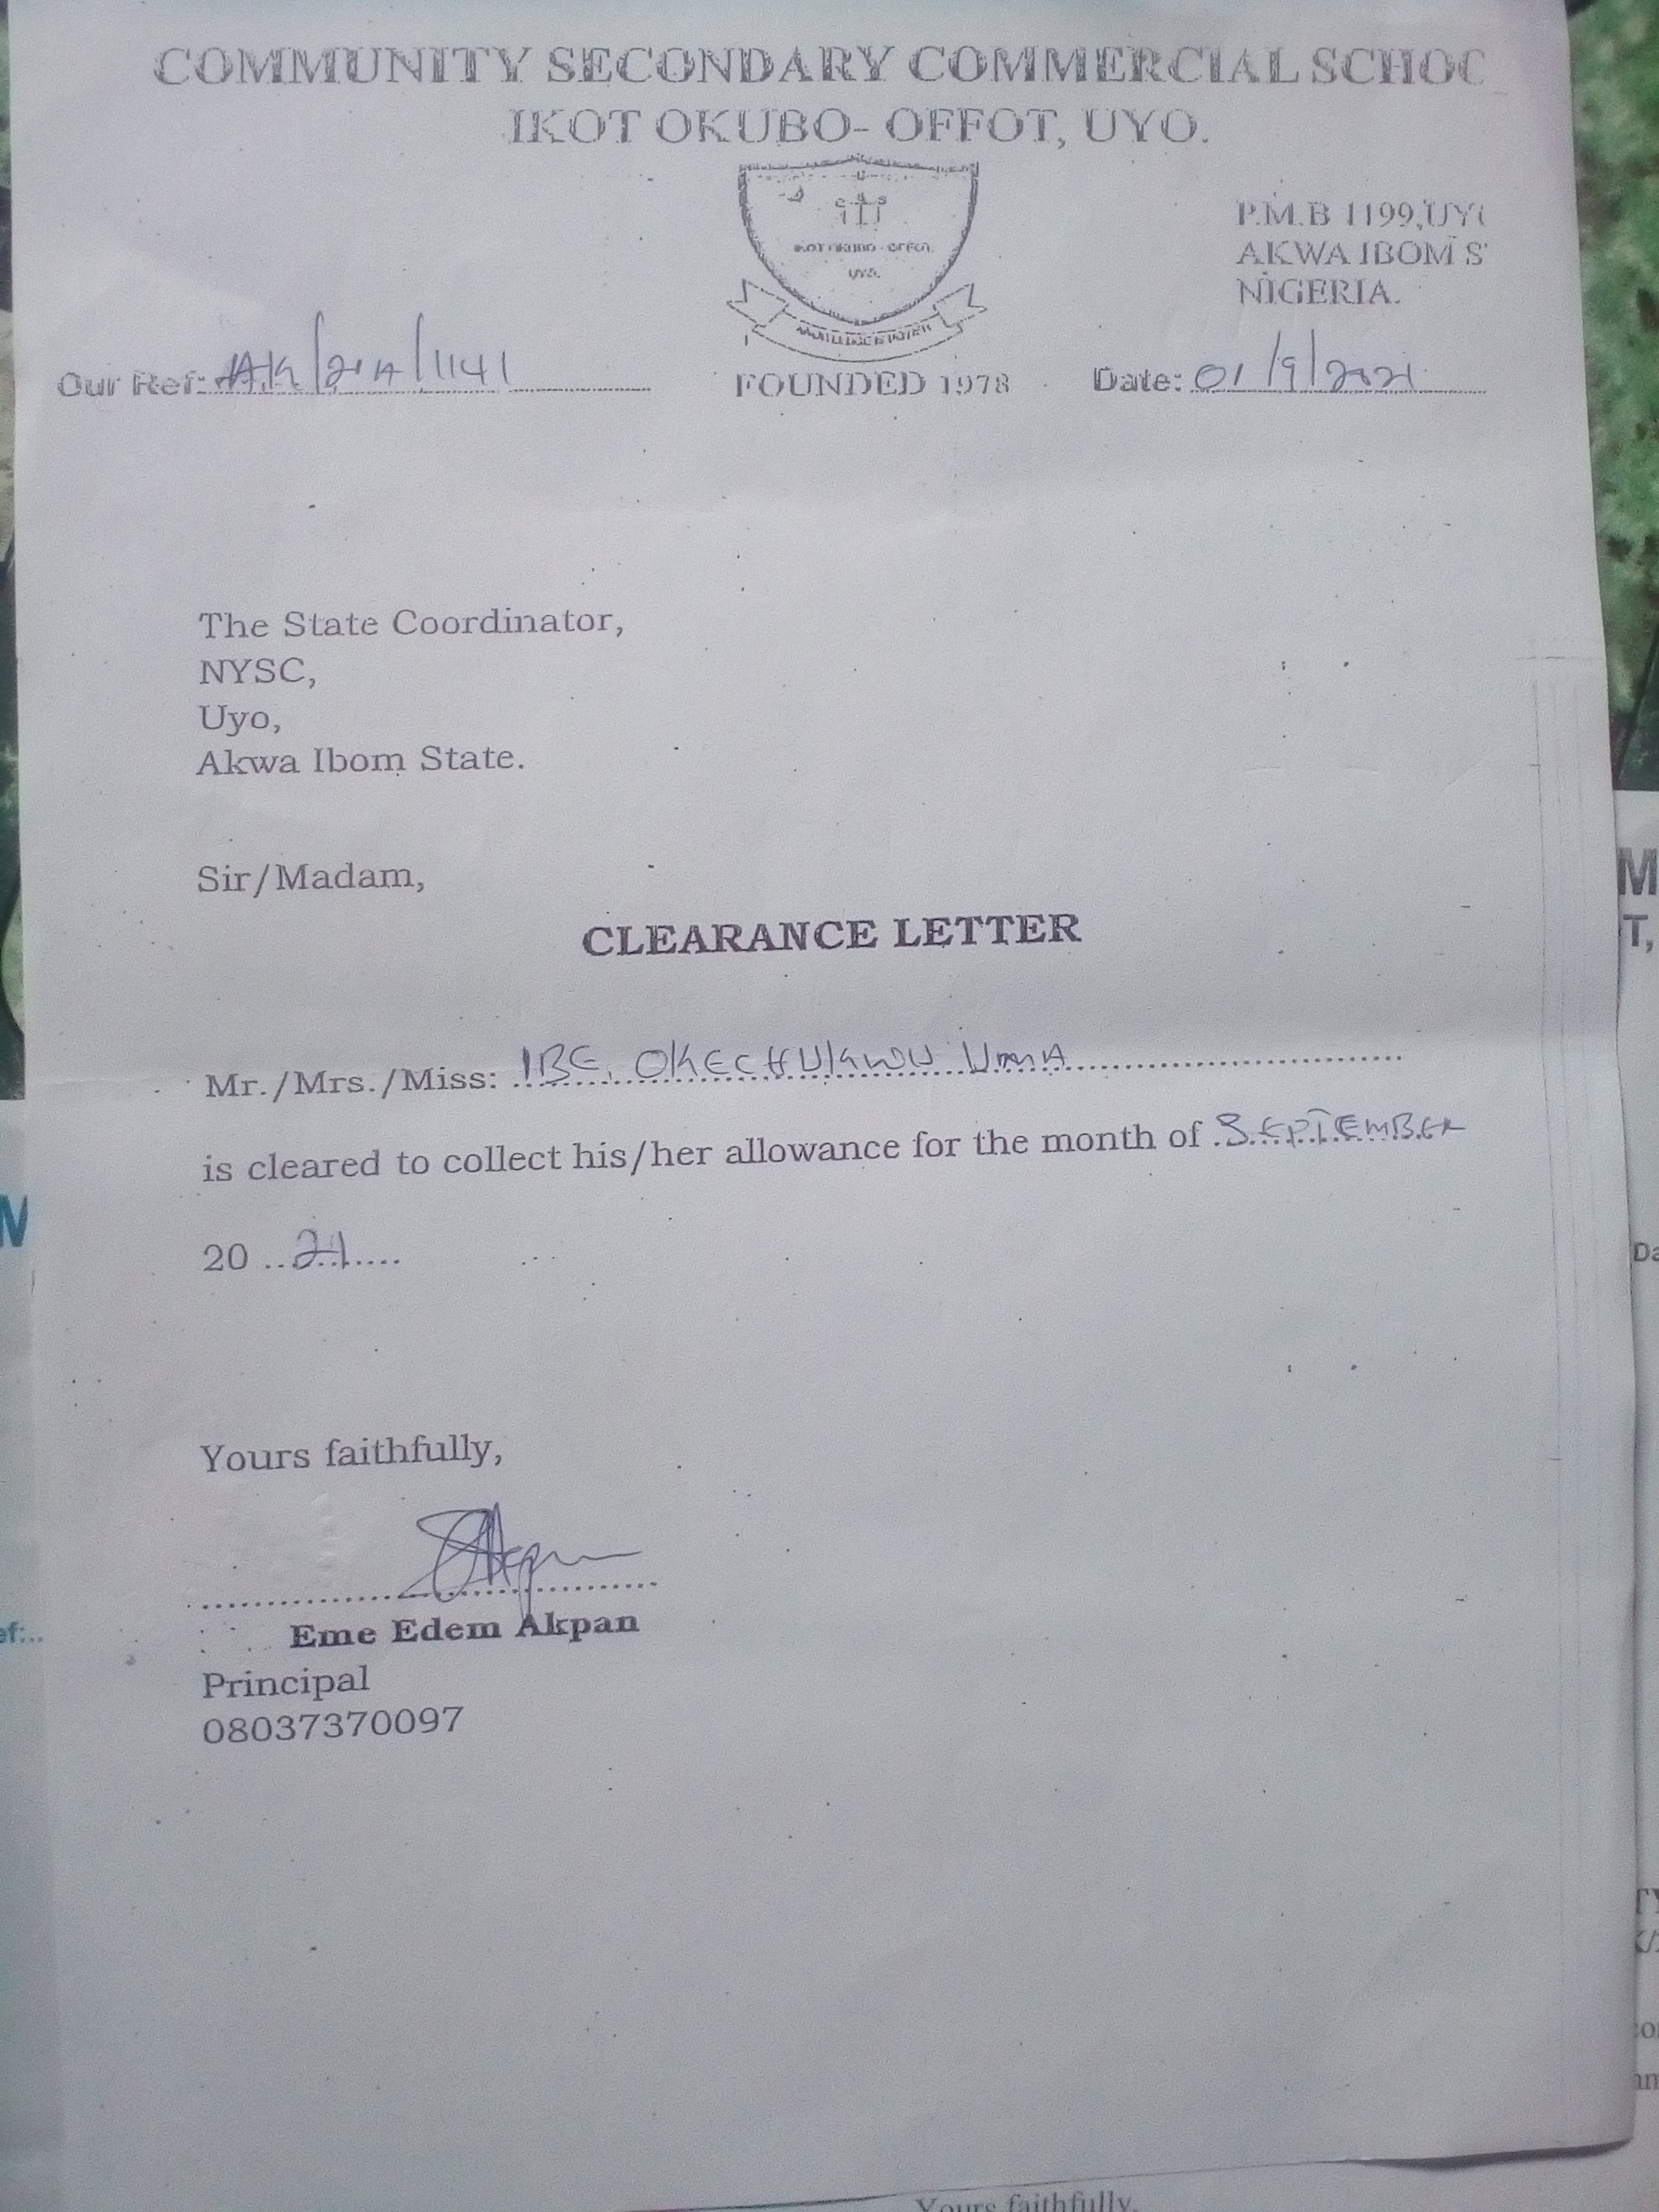 COMMUNITY SECONDARY COMMERCIAL SCHOC
IKOT OKUBO- OFFOT, UYO.
IKOT OKUBO - OFFOT,
UYO.
P.M.B 1199,UY
AKWA IBOM S
NIGERIA.
Our Ref: AK/21A/1141
FOUNDED 1978
Date: 01/9/2021
The State Coordinator,
NYSC,
Uyo,
Akwa Ibom State.
Sir/Madam,
CLEARANCE LETTER
Mr./Mrs./Miss: IBE, OKECHUKWU UMA
is cleared to collect his/her allowance for the month of SEPTEMBER
20 ..21....
Yours faithfully,
Eme Edem Akpan
Principal
08037370097
Yours faithfully,